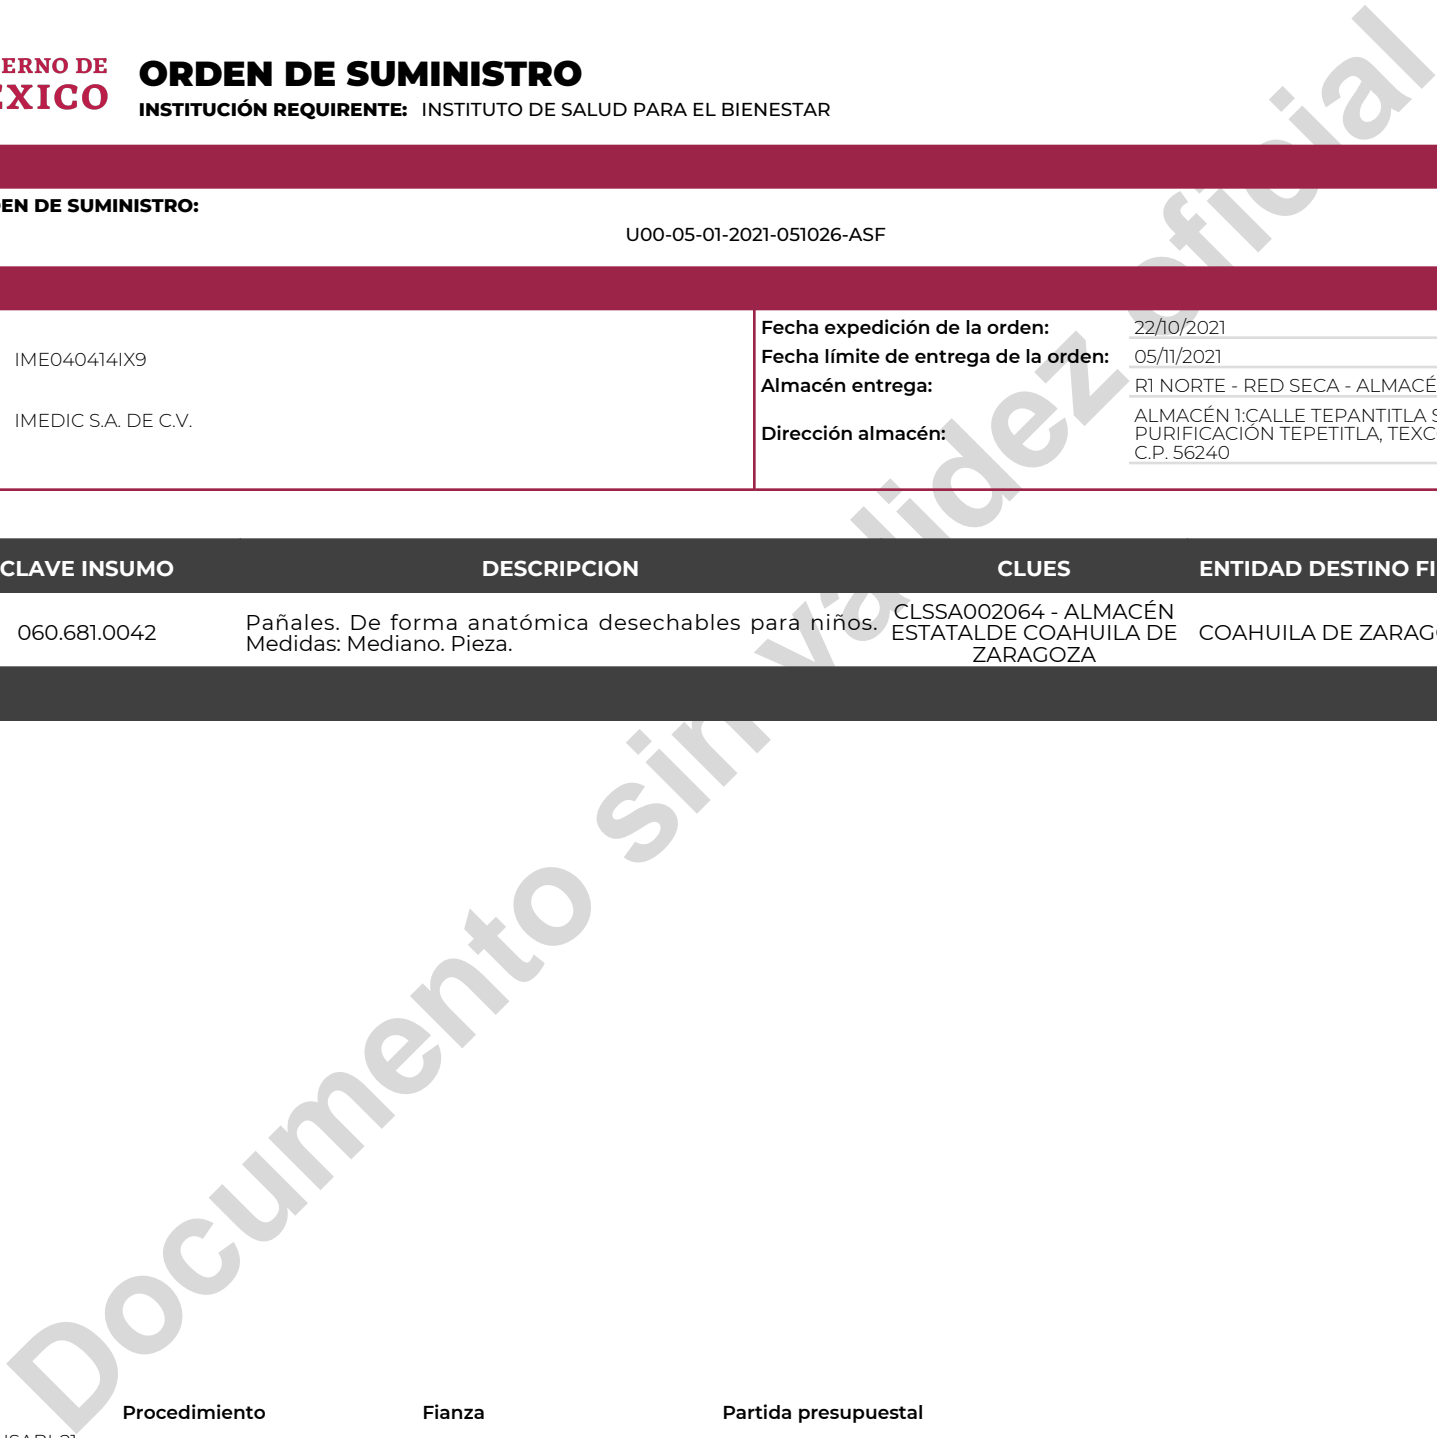 ERNO DE
ORDEN DE SUMINISTRO
INSTITUCIÓN REQUIRENTE: INSTITUTO DE SALUD PARA EL BIENESTAR
EN DE SUMINISTRO:
U00-05-01-2021-051026-ASF
IME040414IX9
IMEDIC S.A. DE C.V.
Fecha expedición de la orden: 22/10/2021
Fecha límite de entrega de la orden: 05/11/2021
Almacén entrega: R1 NORTE - RED SECA - ALMACÉ
Dirección almacén: ALMACÉN 1:CALLE TEPANTITLA S
PURIFICACIÓN TEPETITLA, TEXC
C.P. 56240
CLAVE INSUMO DESCRIPCION CLUES ENTIDAD DESTINO FI
060.681.0042
Pañales. De forma anatómica desechables para niños.
Medidas: Mediano. Pieza.
CLSSA002064 - ALMACÉN
ESTATALDE COAHUILA DE
ZARAGOZA
COAHUILA DE ZARAG
Documento sin validez oficial
Procedimiento Fianza Partida presupuestal